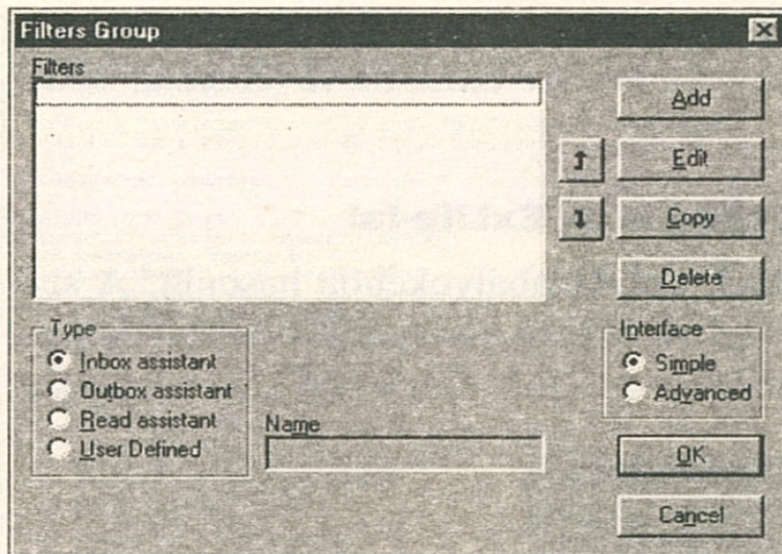 Filters Group
Filters
Add
Edit
Copy
Delete
Type
Inbox assistant
Outbox assistant
Read assistant
User Defined
Name
Interface
Simple
Advanced
OK
Cancel